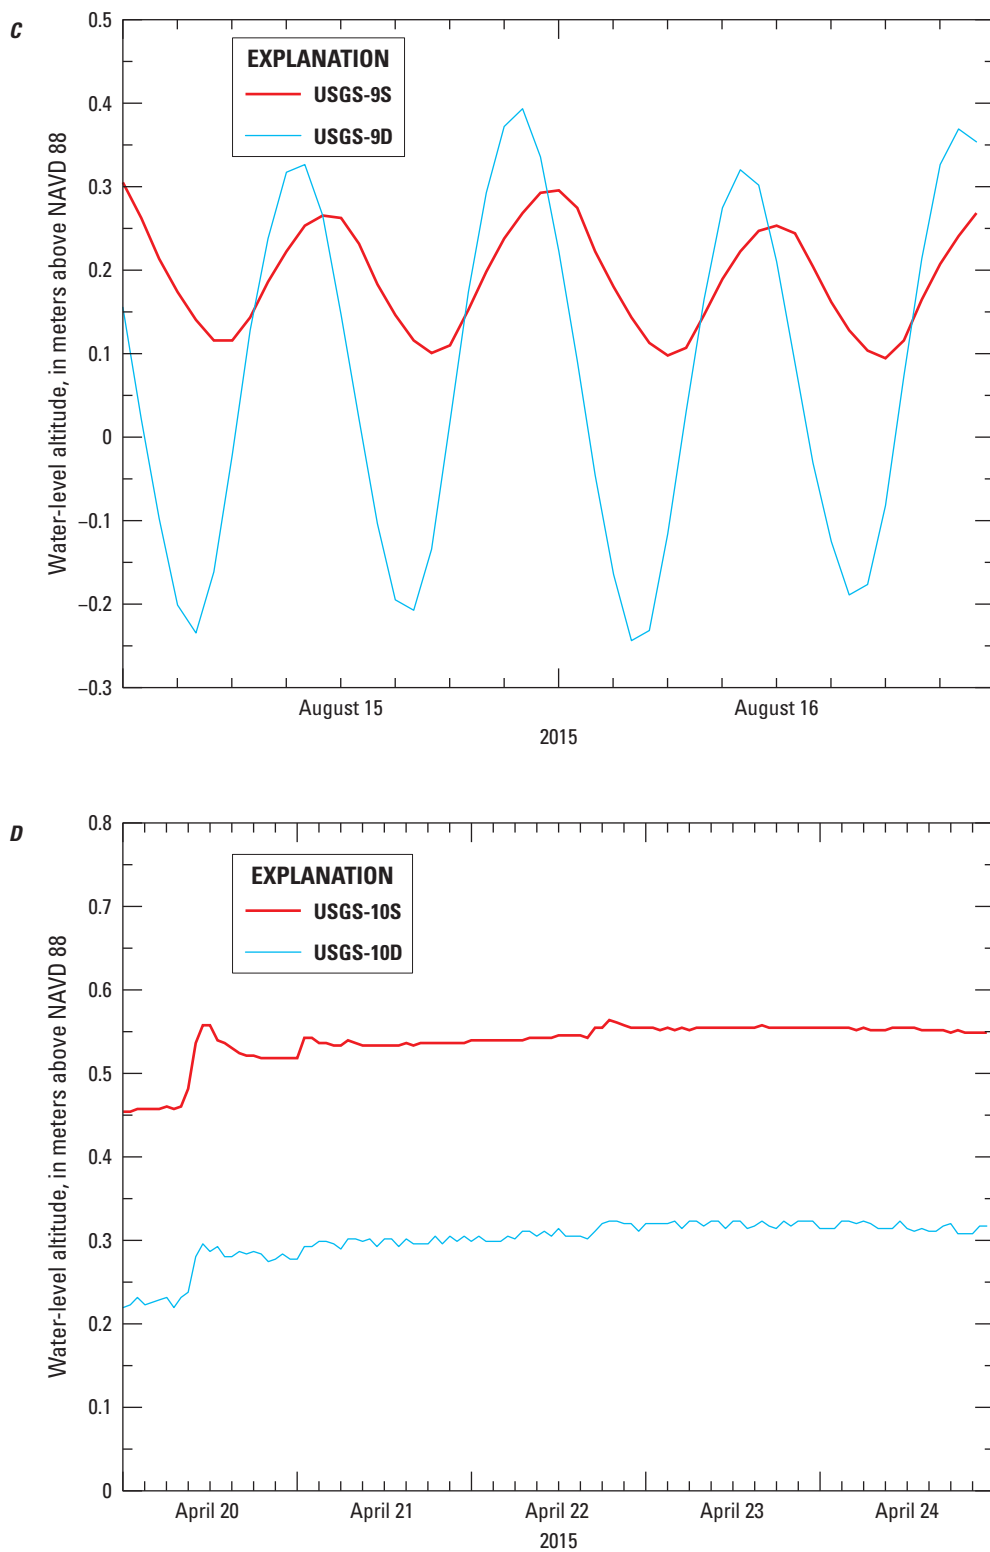 C
Water-level altitude, in meters above NAVD 88
0.5
0.4
0.3
0.2
0.1
0
–0.1
–0.2
–0.3
EXPLANATION
USGS-9S
USGS-9D
August 15
August 16
2015
D
Water-level altitude, in meters above NAVD 88
0.8
0.7
0.6
0.5
0.4
0.3
0.2
0.1
0
EXPLANATION
USGS-10S
USGS-10D
April 20
April 21
April 22
April 23
April 24
2015